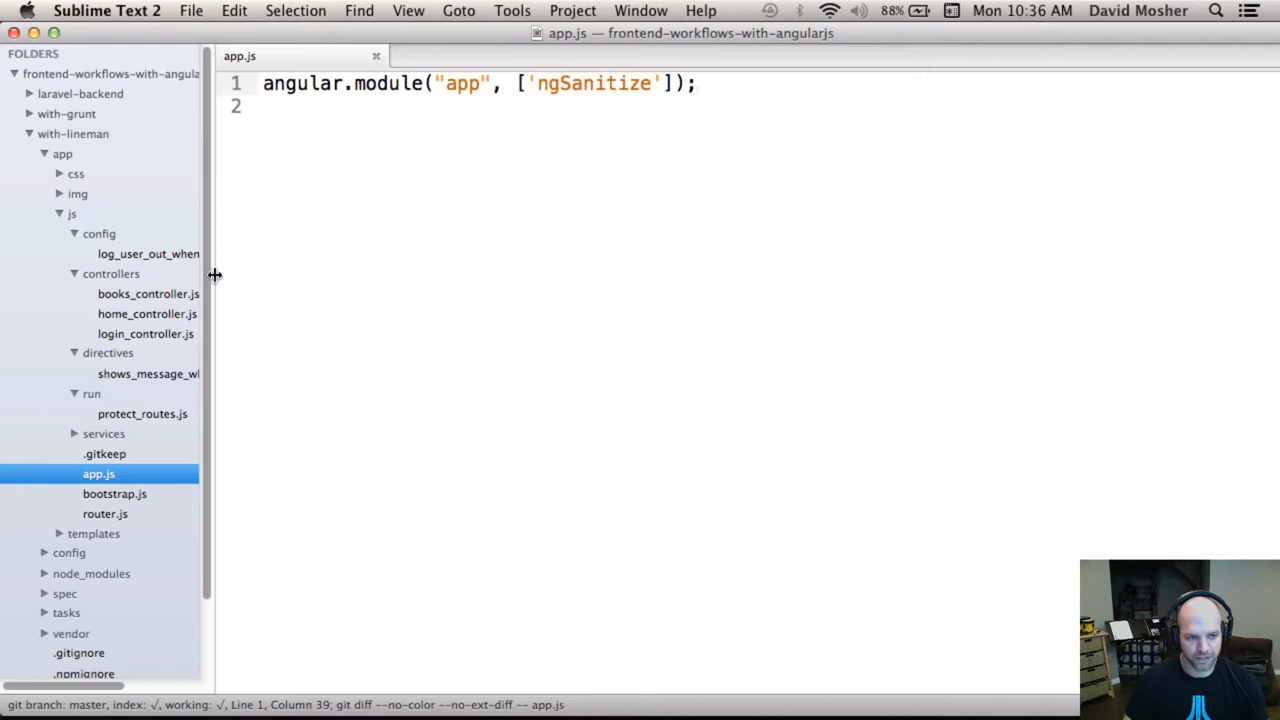 Sublime Text 2 File Edit Selection Find View Goto Tools Project Window Help 88% Mon 10:36 AM David Mosher
app.js — frontend-workflows-with-angularjs
FOLDERS
app.js
frontend-workflows-with-angula
1 angular.module("app", ['ngSanitize']);
2
laravel-backend
with-grunt
with-lineman
app
css
img
js
config
log_user_out_when
controllers
books_controller.js
home_controller.js
login_controller.js
directives
shows_message_wl
run
protect_routes.js
services
.gitkeep
app.js
bootstrap.js
router.js
templates
config
node_modules
spec
tasks
vendor
.gitignore
.npmignore
git branch: master, index: √, working: √, Line 1, Column 39; git diff --no-color --no-ext-diff -- app.js